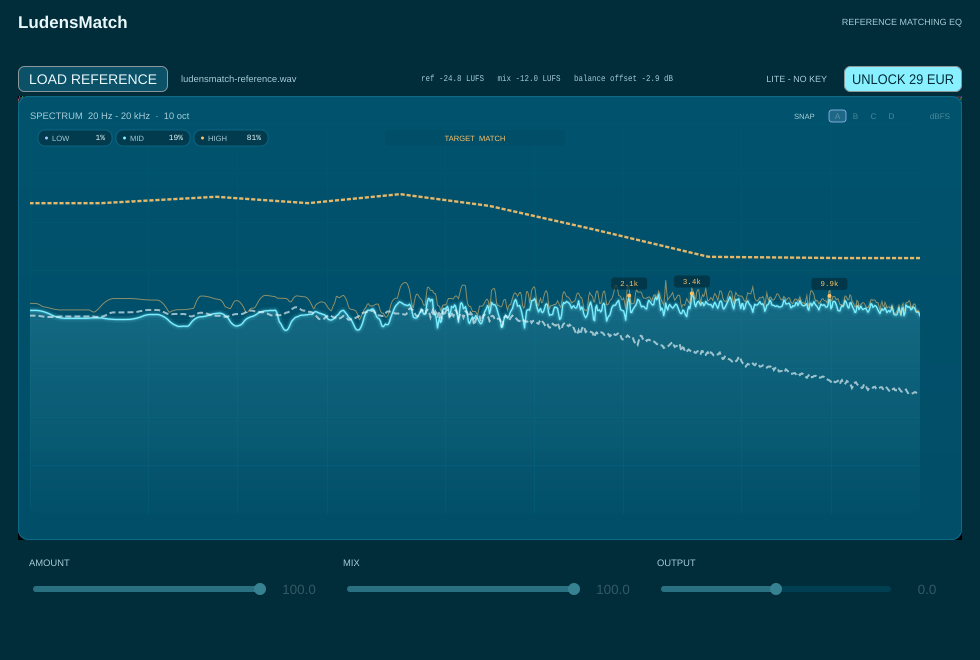 LudensMatch
REFERENCE MATCHING EQ
LOAD REFERENCE
ludensmatch-reference.wav
ref -24.8 LUFS mix -12.0 LUFS balance offset -2.9 dB
LITE - NO KEY
UNLOCK 29 EUR
SPECTRUM 20 Hz - 20 kHz · 10 oct
SNAP A B C D dBFS
LOW 1% MID 19% HIGH 81%
TARGET MATCH
2.1k 3.4k 9.9k
AMOUNT MIX OUTPUT
100.0 100.0 0.0